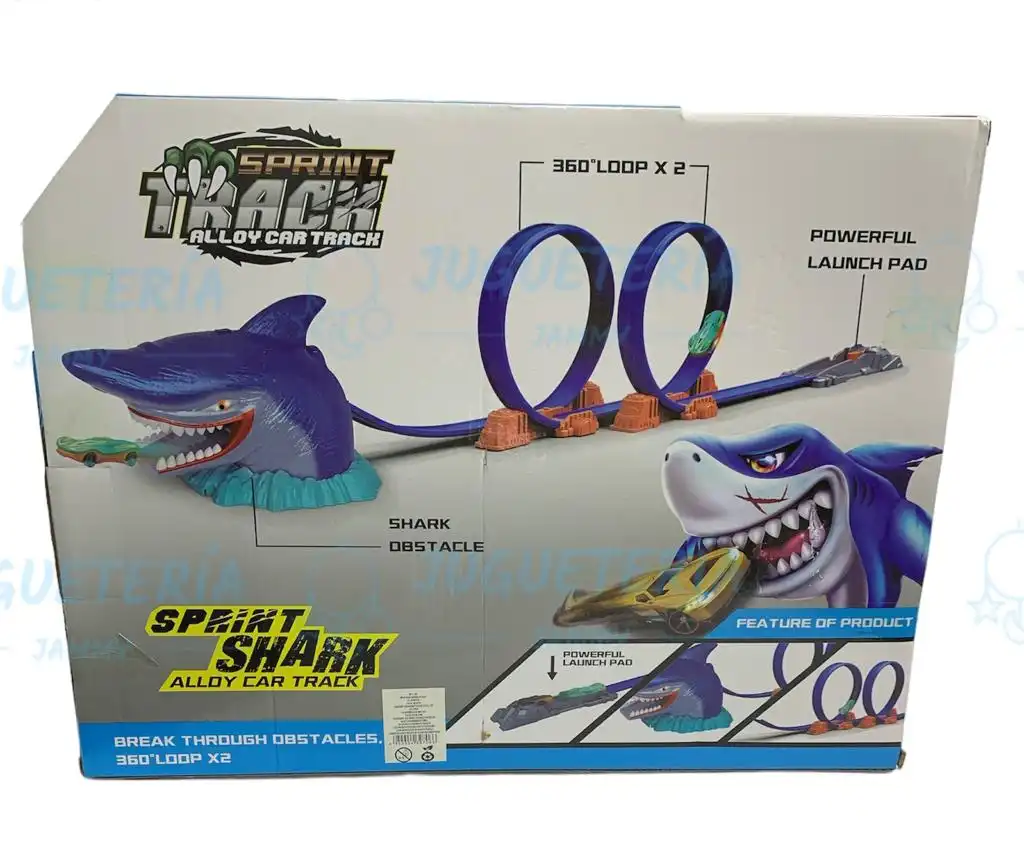 SPRINT
TRACK
ALLOY CAR TRACK
360°LOOP X 2
POWERFUL
LAUNCH PAD
SHARK
OBSTACLE
SPRINT
SHARK
ALLOY CAR TRACK
FEATURE OF PRODUCT
POWERFUL
LAUNCH PAD
BREAK THROUGH OBSTACLES.
360°LOOP X2
JUGUETERÍA
JAMMY